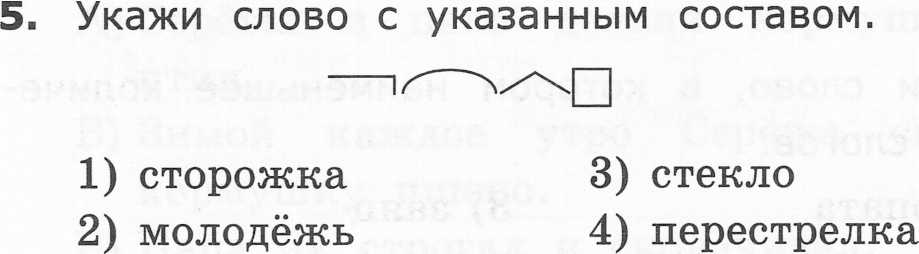 5. Укажи слово с указанным составом.
1) сторожка
3) стекло
2) молодёжь
4) перестрелка